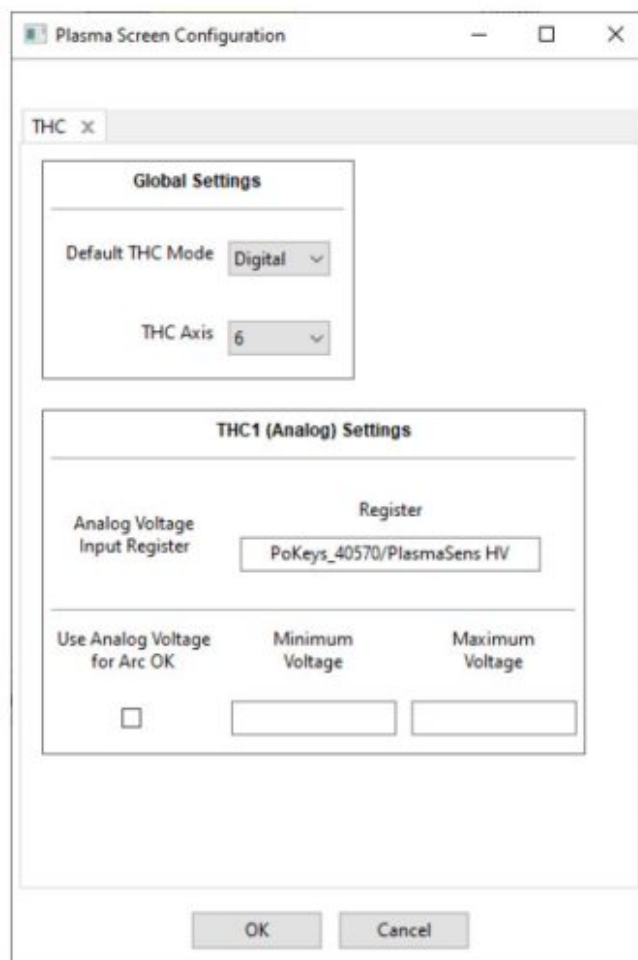 Plasma Screen Configuration
THC
Global Settings
Default THC Mode
Digital
THC Axis
6
THC1 (Analog) Settings
Register
Analog Voltage
Input Register
PoKeys_40570/PlasmaSens HV
Use Analog Voltage
for Arc OK
Minimum
Voltage
Maximum
Voltage
OK
Cancel